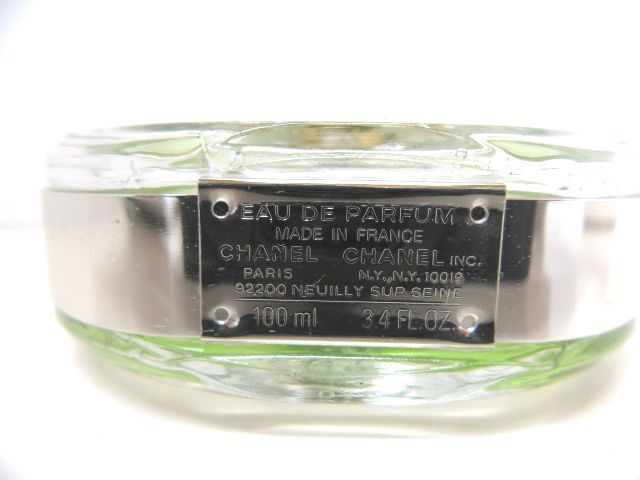 EAU DE PARFUM
MADE IN FRANCE
CHANEL CHANEL INC.
PARIS N.Y., N.Y. 10019
92200 NEUILLY SUR SEINE
100 ml 3.4 FL.OZ.